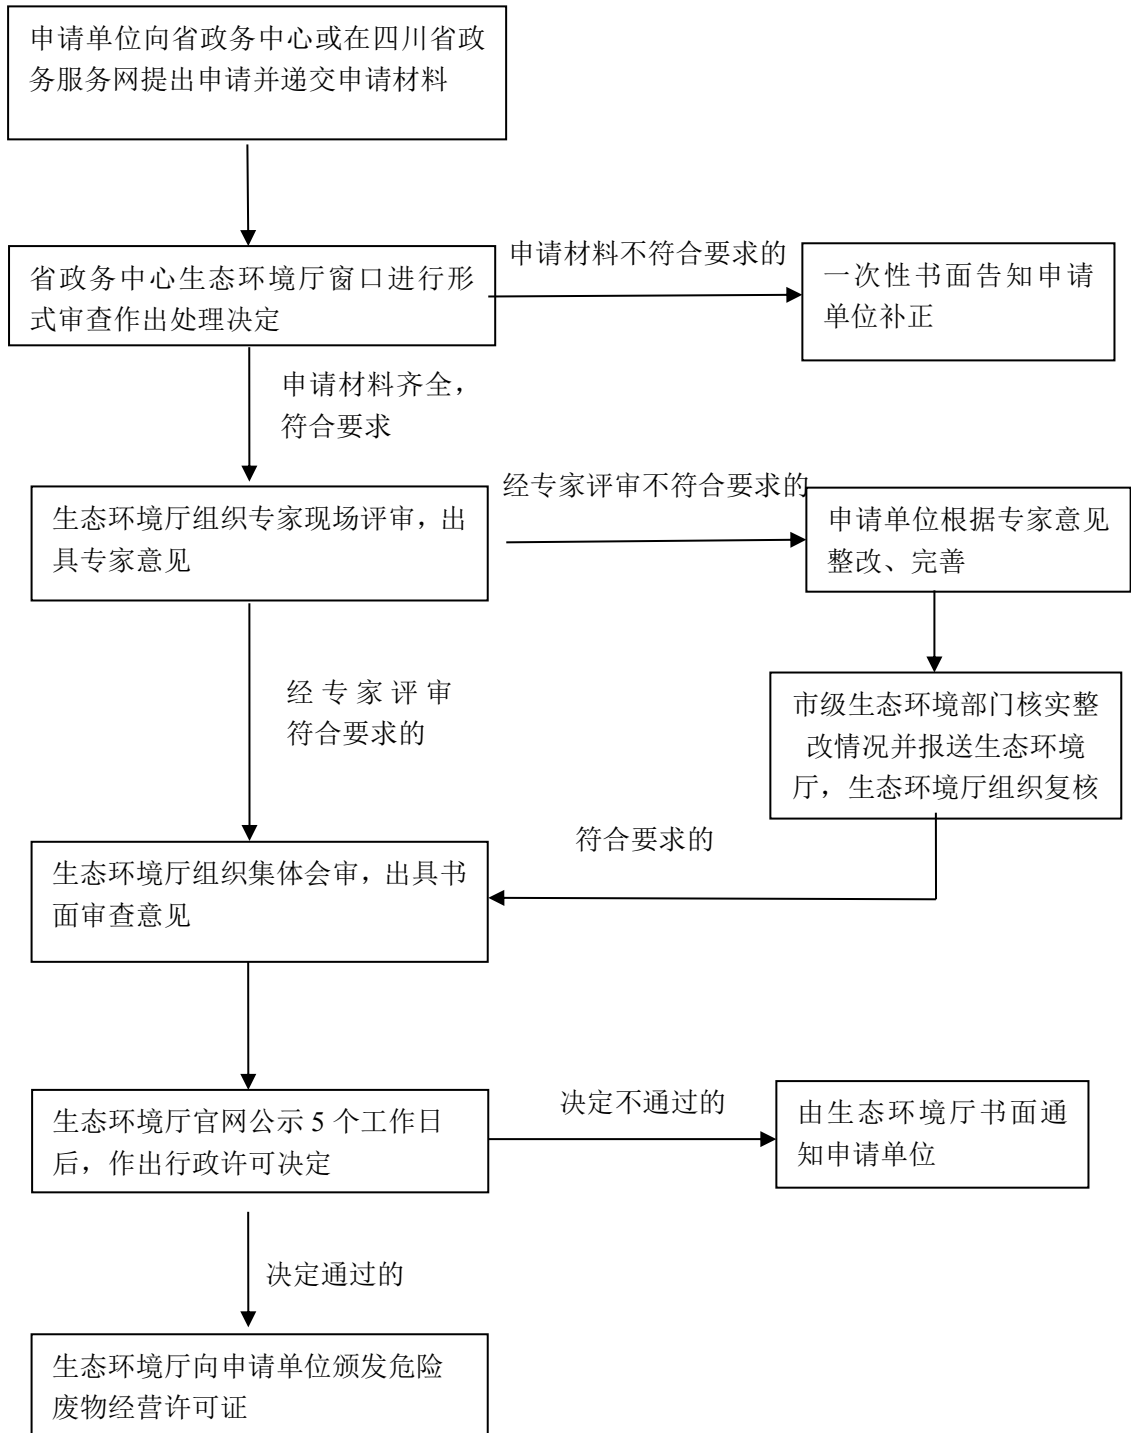 申请单位向省政务中心或在四川省政
务服务网提出申请并递交申请材料
省政务中心生态环境厅窗口进行形
式审查作出处理决定
申请材料不符合要求的
一次性书面告知申请
单位补正
申请材料齐全，
符合要求
生态环境厅组织专家现场评审，出
具专家意见
经专家评审不符合要求的
申请单位根据专家意见
整改、完善
经专家评审
符合要求的
市级生态环境部门核实整
改情况并报送生态环境
厅，生态环境厅组织复核
符合要求的
生态环境厅组织集体会审，出具书
面审查意见
生态环境厅官网公示 5 个工作日
后，作出行政许可决定
决定不通过的
由生态环境厅书面通
知申请单位
决定通过的
生态环境厅向申请单位颁发危险
废物经营许可证